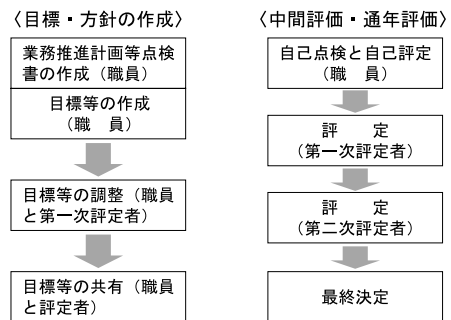 〈目標・方針の作成〉
業務推進計画等点検
書の作成（職員）
目標等の作成
（職　員）
目標等の調整（職員
と第一次評定者）
目標等の共有（職員
と評定者）
〈中間評価・通年評価〉
自己点検と自己評定
（職　員）
評　定
（第一次評定者）
評　定
（第二次評定者）
最終決定